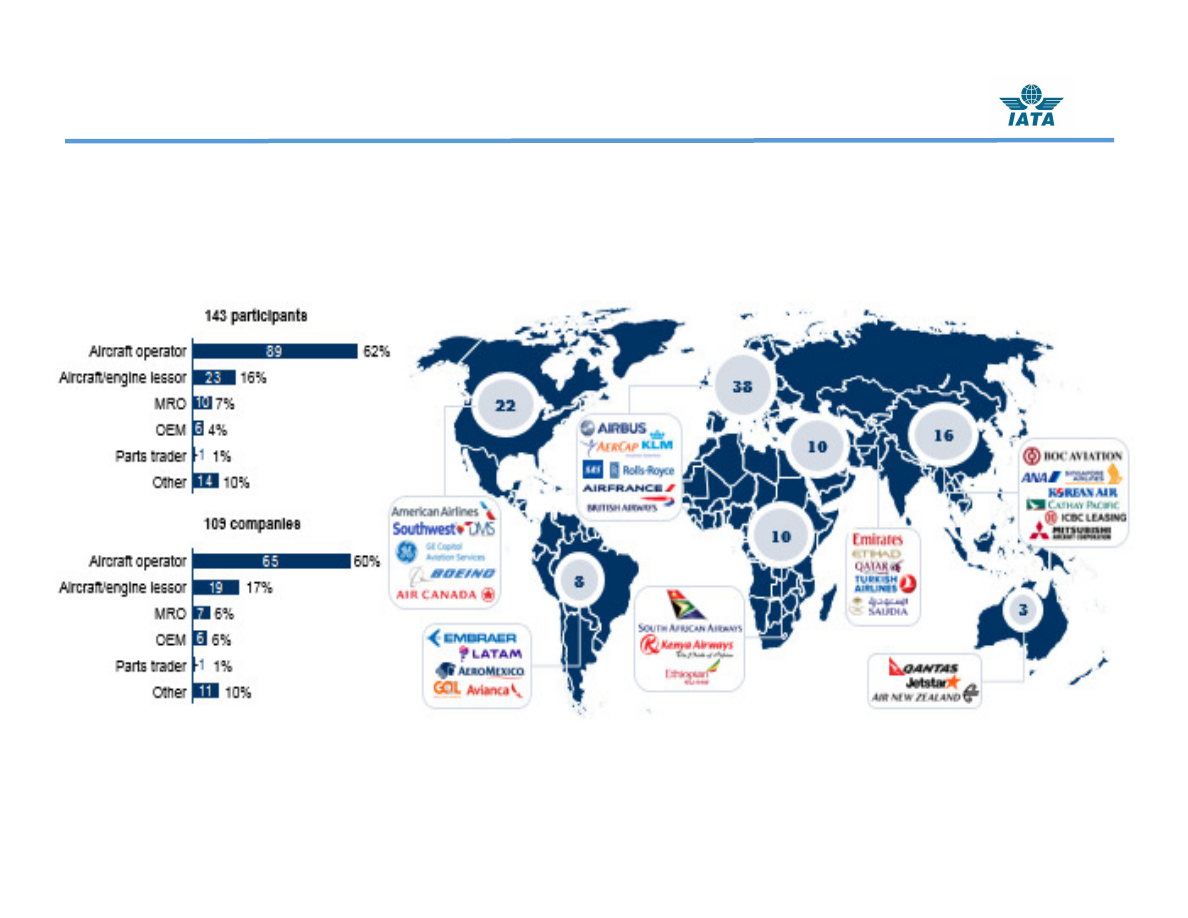 IATA
143 participants
Aircraft operator 89 62%
Aircraft/engine lessor 23 16%
MRO 10 7%
OEM 6 4%
Parts trader 1 1%
Other 14 10%
109 companies
Aircraft operator 65 60%
Aircraft/engine lessor 19 17%
MRO 7 6%
OEM 6 6%
Parts trader 1 1%
Other 11 10%
22
American Airlines
Southwest DMS
GE Capital
Aviation Services
BOEING
AIR CANADA
38
AIRBUS
AERCAP KLM
SAS Rolls-Royce
AIRFRANCE
BRITISH AIRWAYS
8
EMBRAER
LATAM
AEROMEXICO
GOL Avianca
10
SOUTH AFRICAN AIRWAYS
Kenya Airways
The Pride of Africa
Ethiopian
10
Emirates
ETIHAD
QATAR
TURKISH
AIRLINES
السعودية
SAUDIA
16
BOC AVIATION
ANA SINGAPORE
AIRLINES
KOREAN AIR
CATHAY PACIFIC
ICBC LEASING
MITSUBISHI
AIRCRAFT CORPORATION
3
QANTAS
Jetstar
AIR NEW ZEALAND